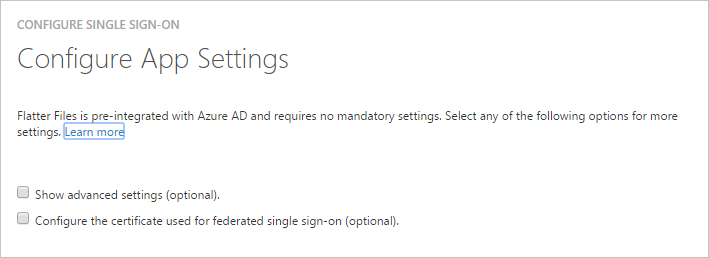 CONFIGURE SINGLE SIGN-ON
Configure App Settings
Flatter Files is pre-integrated with Azure AD and requires no mandatory settings. Select any of the following options for more
settings. Learn more
Show advanced settings (optional).
Configure the certificate used for federated single sign-on (optional).